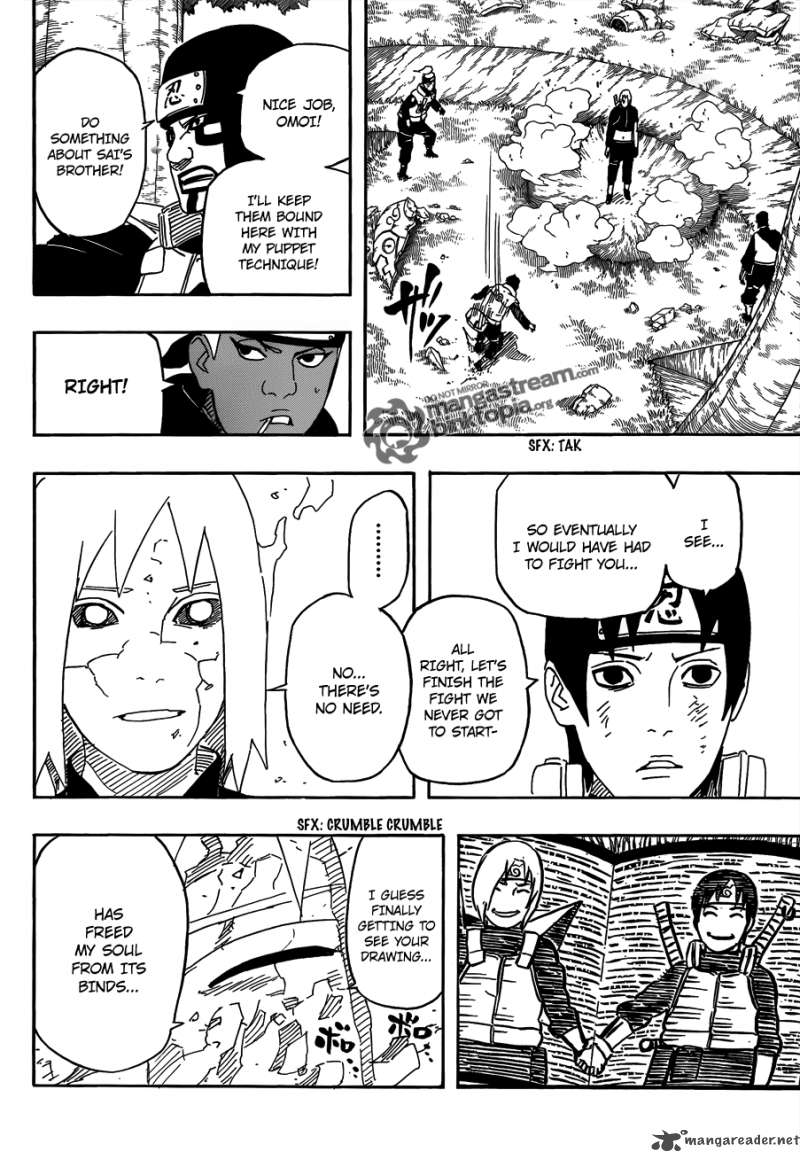 NICE JOB,
OMOI!
I'LL KEEP
THEM BOUND
HERE WITH
MY PUPPET
TECHNIQUE!
DO
SOMETHING
ABOUT SAI'S
BROTHER!
忍
ザッ
DO NOT MIRROR
mangastream.com
binktopia.org
SFX: TAK
RIGHT!
I
SEE...
SO EVENTUALLY
I WOULD HAVE HAD
TO FIGHT YOU...
忍
ALL
RIGHT, LET'S
FINISH THE
FIGHT WE
NEVER GOT
TO START-
.........
NO...
THERE'S
NO NEED.
SFX: CRUMBLE CRUMBLE
I GUESS
FINALLY
GETTING TO
SEE YOUR
DRAWING...
ボロ
ボロ
HAS
FREED
MY SOUL
FROM ITS
BINDS...
mangareader.net